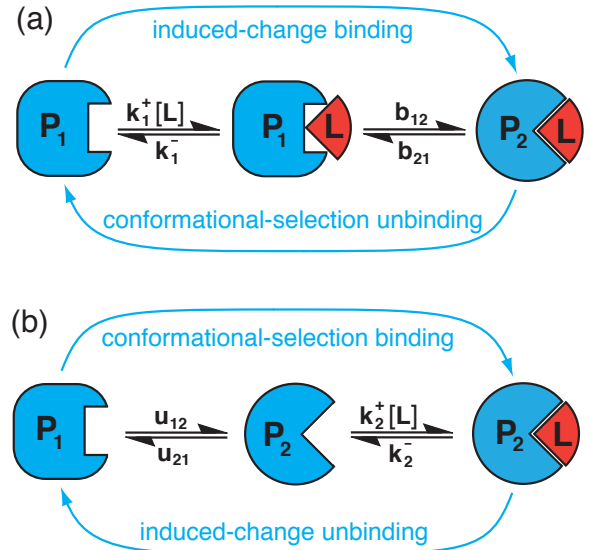 (a)
induced-change binding
P₁ k₁⁺[L] k₁⁻ P₁ L b₁₂ b₂₁ P₂ L
conformational-selection unbinding
(b)
conformational-selection binding
P₁ u₁₂ u₂₁ P₂ k₂⁺[L] k₂⁻ P₂ L
induced-change unbinding